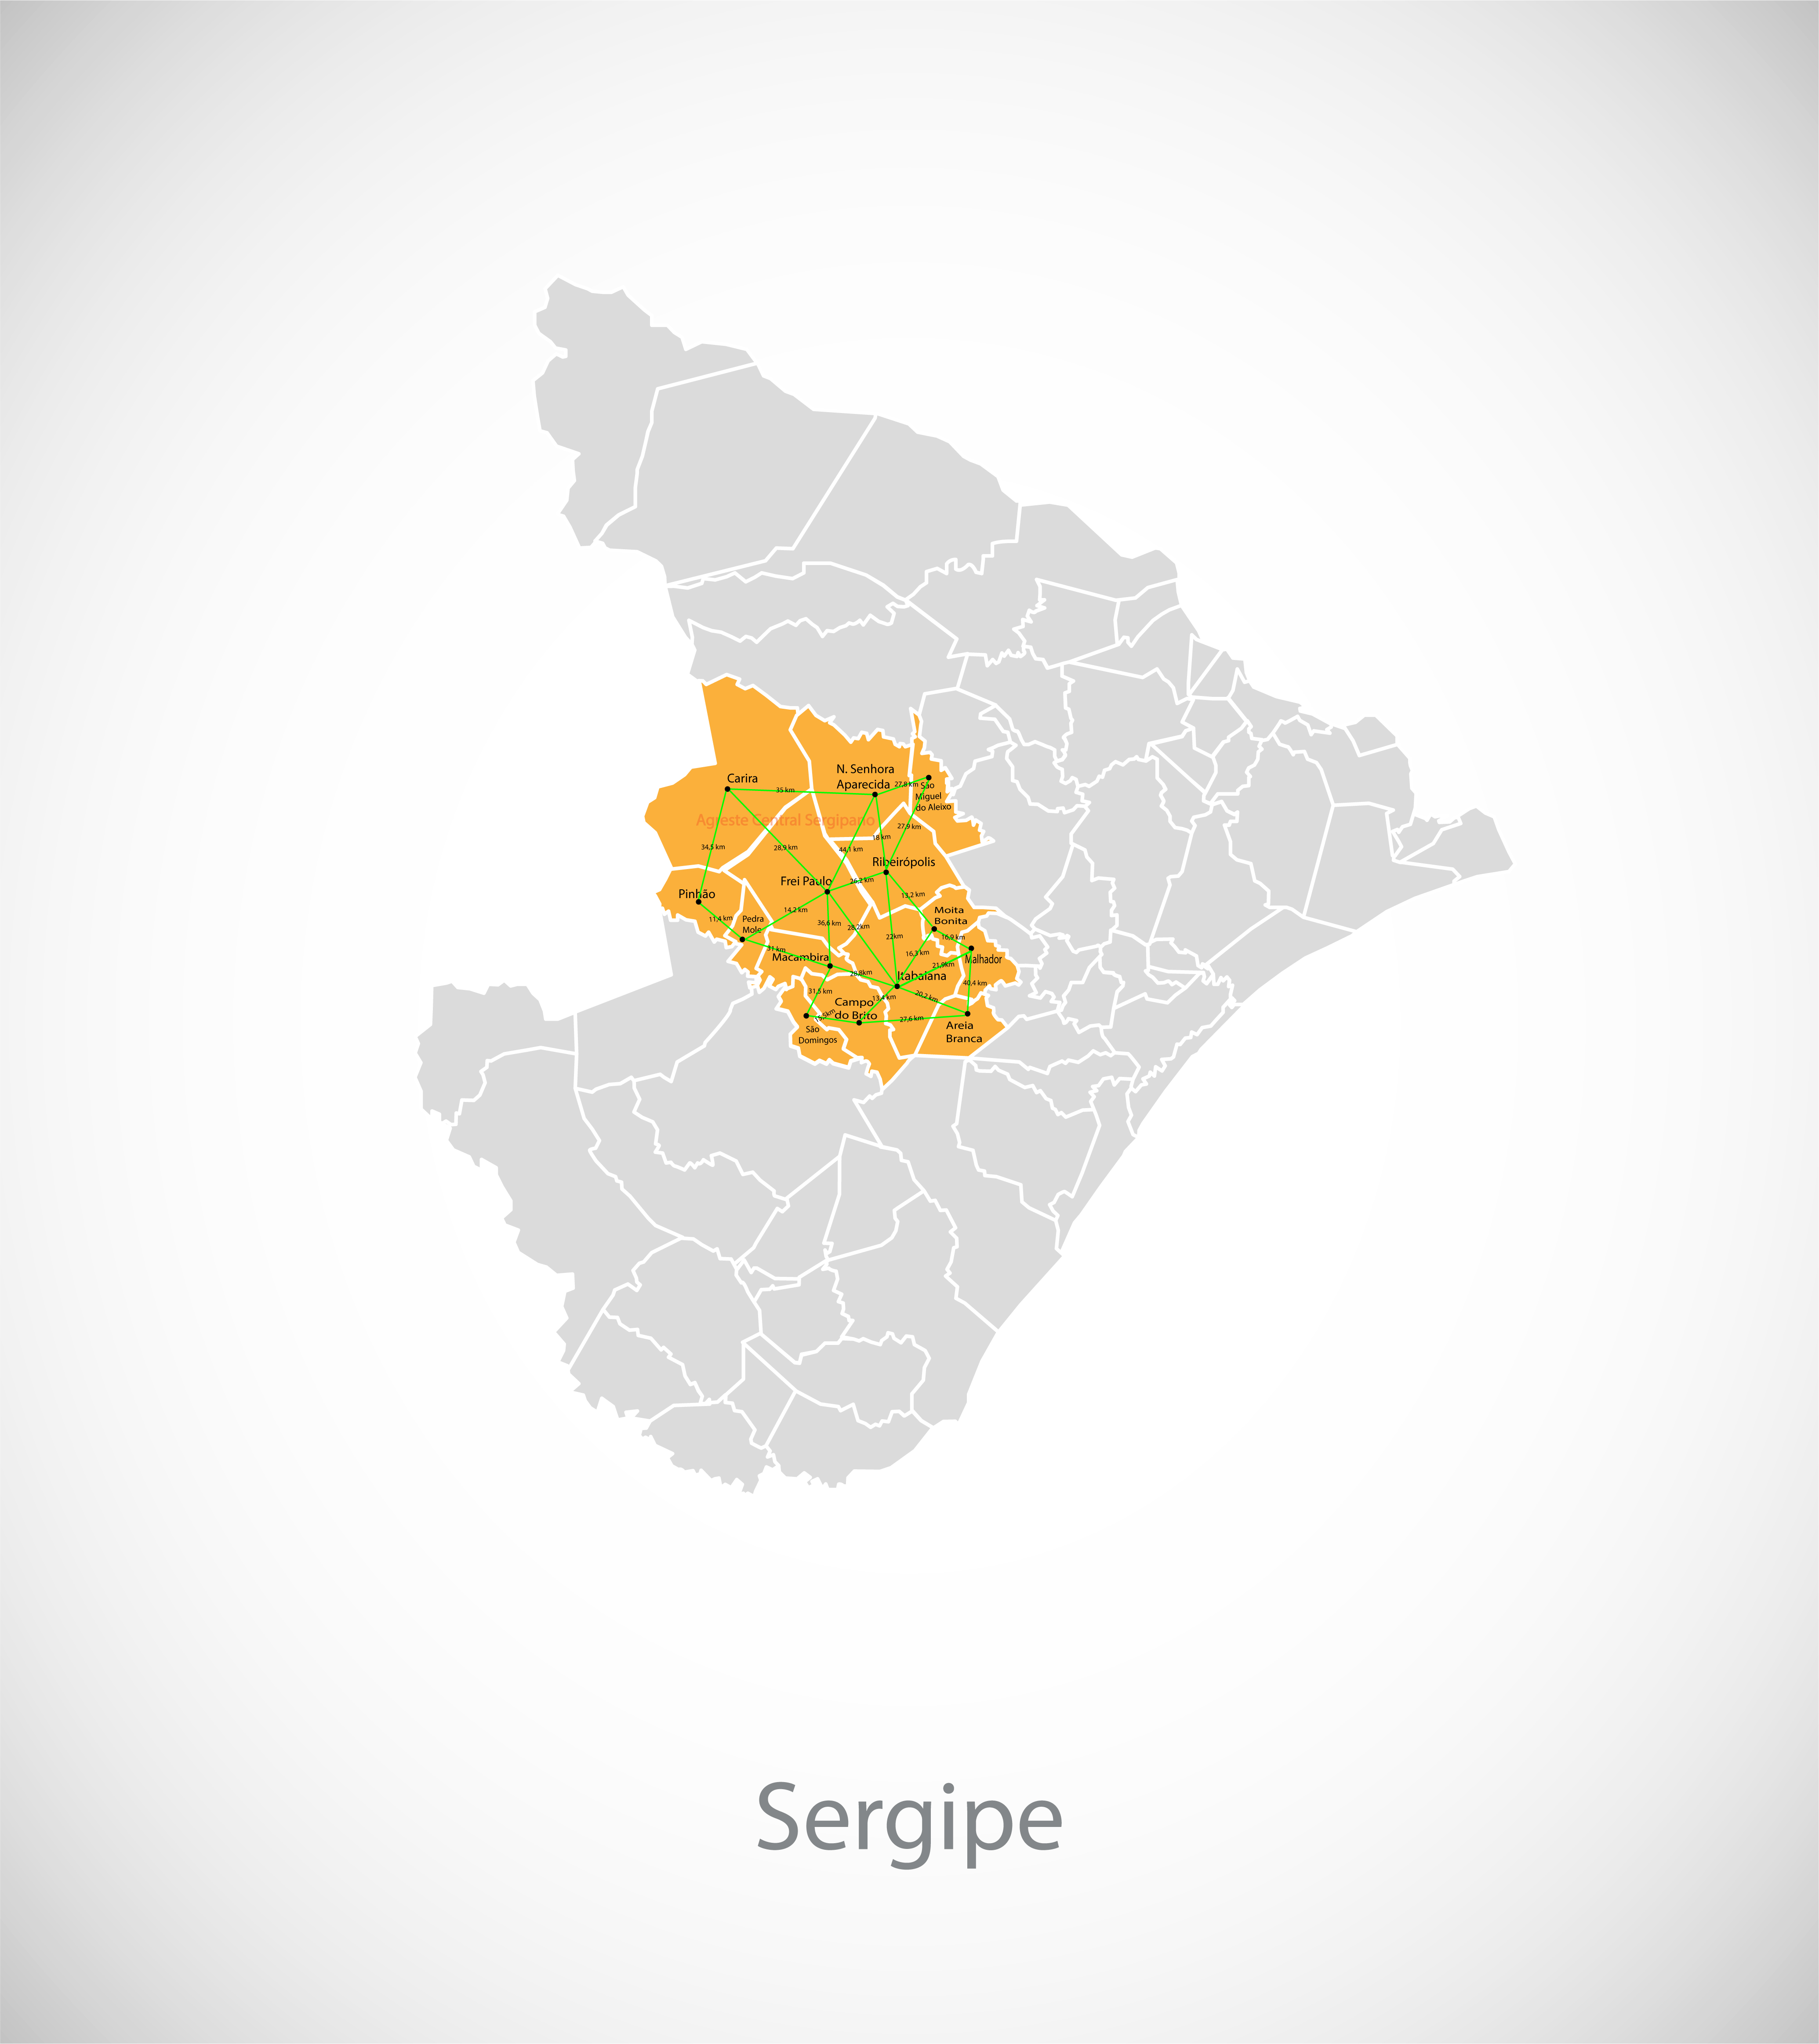 Carira
N. Senhora
Aparecida
27,8 km
São
Miguel
do Aleixo
35 km
Agreste Central Sergipano
27,9 km
18 km
34,5 km
28,9 km
44,1 km
Ribeirópolis
Frei Paulo
26,2 km
Pinhão
13,2 km
14,2 km
Moita
Bonita
11,4 km
Pedra
Mole
36,6 km
28,2km
22km
16,9 km
31 km
Macambira
16,3 km
Malhador
21,9km
28,8km
Itabaiana
40,4 km
31,5 km
13,4 km
20,2 km
Campo
do Brito
27,6 km
São
Domingos
Areia
Branca
Sergipe